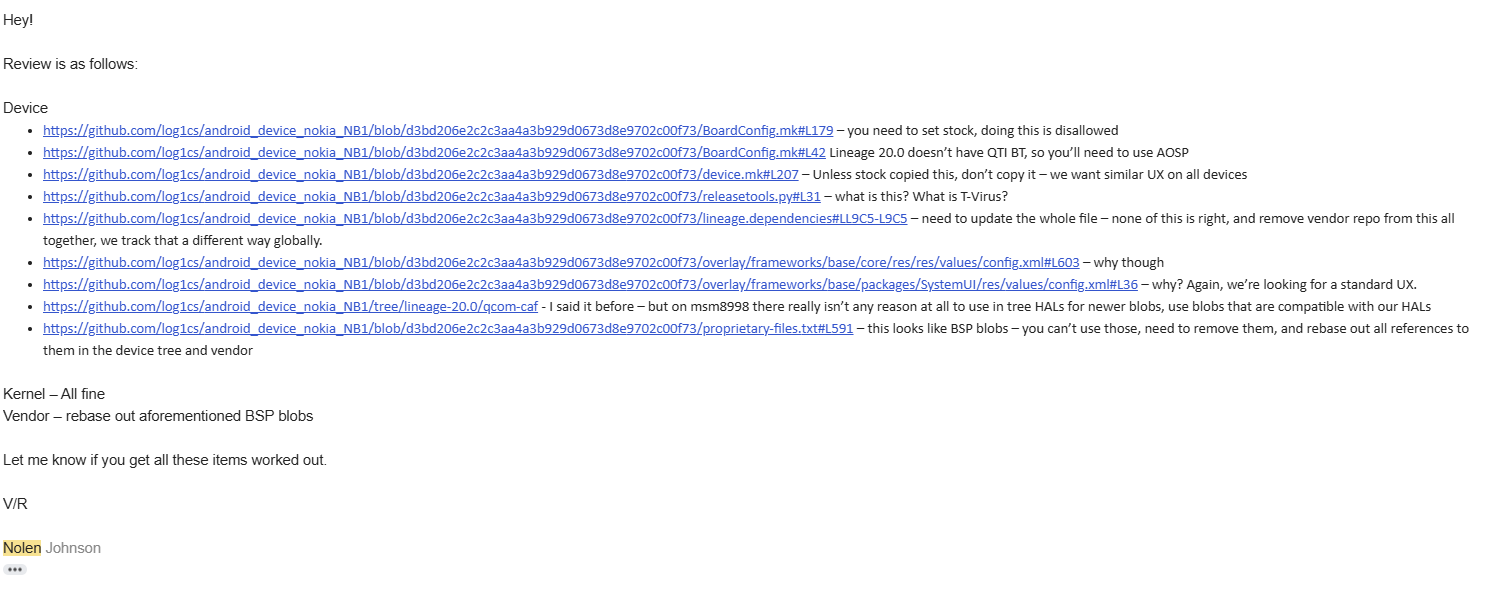 Hey!
Review is as follows:
Device
• https://github.com/log1cs/android_device_nokia_NB1/blob/d3bd206e2c2c3aa4a3b929d0673d8e9702c00f73/BoardConfig.mk#L179 – you need to set stock, doing this is disallowed
• https://github.com/log1cs/android_device_nokia_NB1/blob/d3bd206e2c2c3aa4a3b929d0673d8e9702c00f73/BoardConfig.mk#L42 Lineage 20.0 doesn’t have QTI BT, so you’ll need to use AOSP
• https://github.com/log1cs/android_device_nokia_NB1/blob/d3bd206e2c2c3aa4a3b929d0673d8e9702c00f73/device.mk#L207 – Unless stock copied this, don’t copy it – we want similar UX on all devices
• https://github.com/log1cs/android_device_nokia_NB1/blob/d3bd206e2c2c3aa4a3b929d0673d8e9702c00f73/releasetools.py#L31 – what is this? What is T-Virus?
• https://github.com/log1cs/android_device_nokia_NB1/blob/d3bd206e2c2c3aa4a3b929d0673d8e9702c00f73/lineage.dependencies#LL9C5-L9C5 – need to update the whole file – none of this is right, and remove vendor repo from this all
together, we track that a different way globally.
• https://github.com/log1cs/android_device_nokia_NB1/blob/d3bd206e2c2c3aa4a3b929d0673d8e9702c00f73/overlay/frameworks/base/core/res/res/values/config.xml#L603 – why though
• https://github.com/log1cs/android_device_nokia_NB1/blob/d3bd206e2c2c3aa4a3b929d0673d8e9702c00f73/overlay/frameworks/base/packages/SystemUI/res/values/config.xml#L36 – why? Again, we’re looking for a standard UX.
• https://github.com/log1cs/android_device_nokia_NB1/tree/lineage-20.0/qcom-caf - I said it before – but on msm8998 there really isn’t any reason at all to use in tree HALs for newer blobs, use blobs that are compatible with our HALs
• https://github.com/log1cs/android_device_nokia_NB1/blob/d3bd206e2c2c3aa4a3b929d0673d8e9702c00f73/proprietary-files.txt#L591 – this looks like BSP blobs – you can’t use those, need to remove them, and rebase out all references to
them in the device tree and vendor
Kernel – All fine
Vendor – rebase out aforementioned BSP blobs
Let me know if you get all these items worked out.
V/R
Nolen Johnson